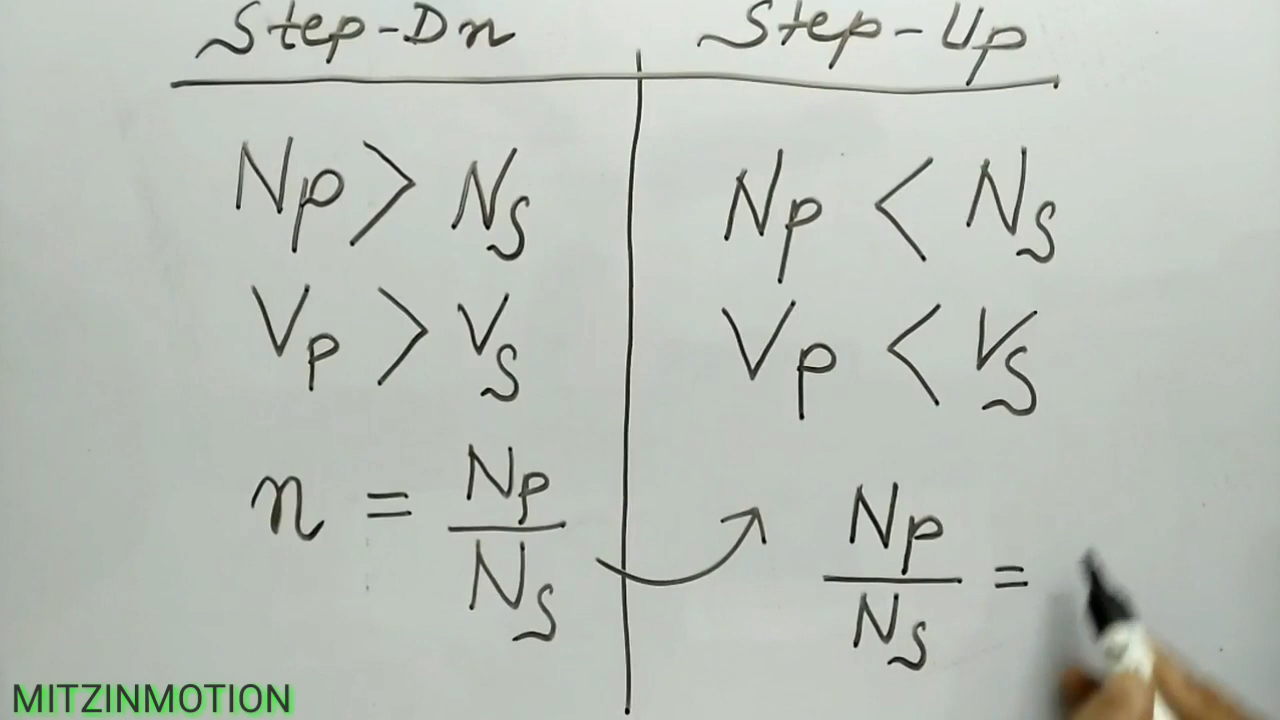 Step-Dn
Step-Up
Np > Ns
Np < Ns
Vp > Vs
Vp < Vs
n = Np/Ns
Np/Ns =
MITZINMOTION